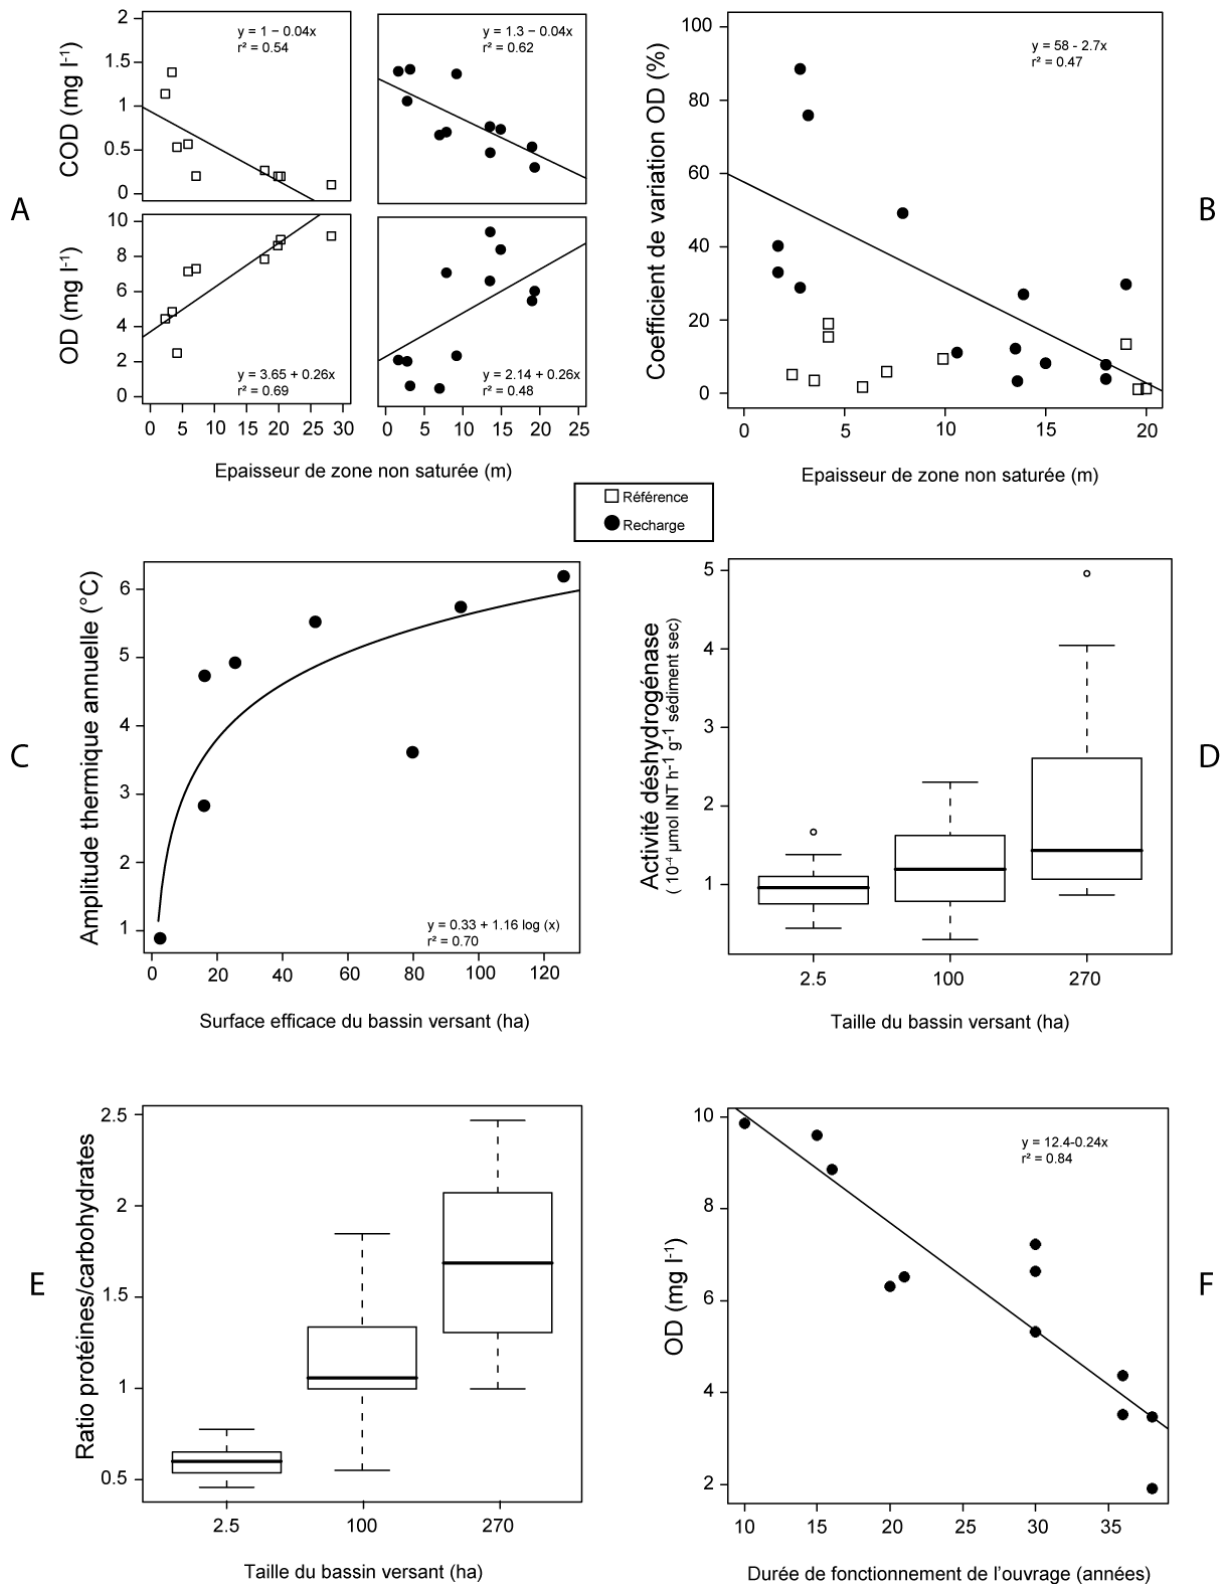 A
COD (mg l⁻¹)
2
1.5
1
0.5
0
y = 1 − 0.04x
r² = 0.54
y = 1.3 – 0.04x
r² = 0.62
OD (mg l⁻¹)
10
8
6
4
2
0
y = 3.65 + 0.26x
r² = 0.69
y = 2.14 + 0.26x
r² = 0.48
0 5 10 15 20 25 30
0 5 10 15 20 25
Epaisseur de zone non saturée (m)
B
Coefficient de variation OD (%)
100
80
60
40
20
0
y = 58 - 2.7x
r² = 0.47
0 5 10 15 20
Epaisseur de zone non saturée (m)
Référence
Recharge
C
Amplitude thermique annuelle (°C)
6
5
4
3
2
1
y = 0.33 + 1.16 log (x)
r² = 0.70
0 20 40 60 80 100 120
Surface efficace du bassin versant (ha)
D
Activité déshydrogénase
( 10⁻⁴ µmol INT h⁻¹ g⁻¹ sédiment sec)
5
4
3
2
1
2.5 100 270
Taille du bassin versant (ha)
E
Ratio protéines/carbohydrates
2.5
2
1.5
1
0.5
2.5 100 270
Taille du bassin versant (ha)
F
OD (mg l⁻¹)
10
8
6
4
2
y = 12.4-0.24x
r² = 0.84
10 15 20 25 30 35
Durée de fonctionnement de l'ouvrage (années)